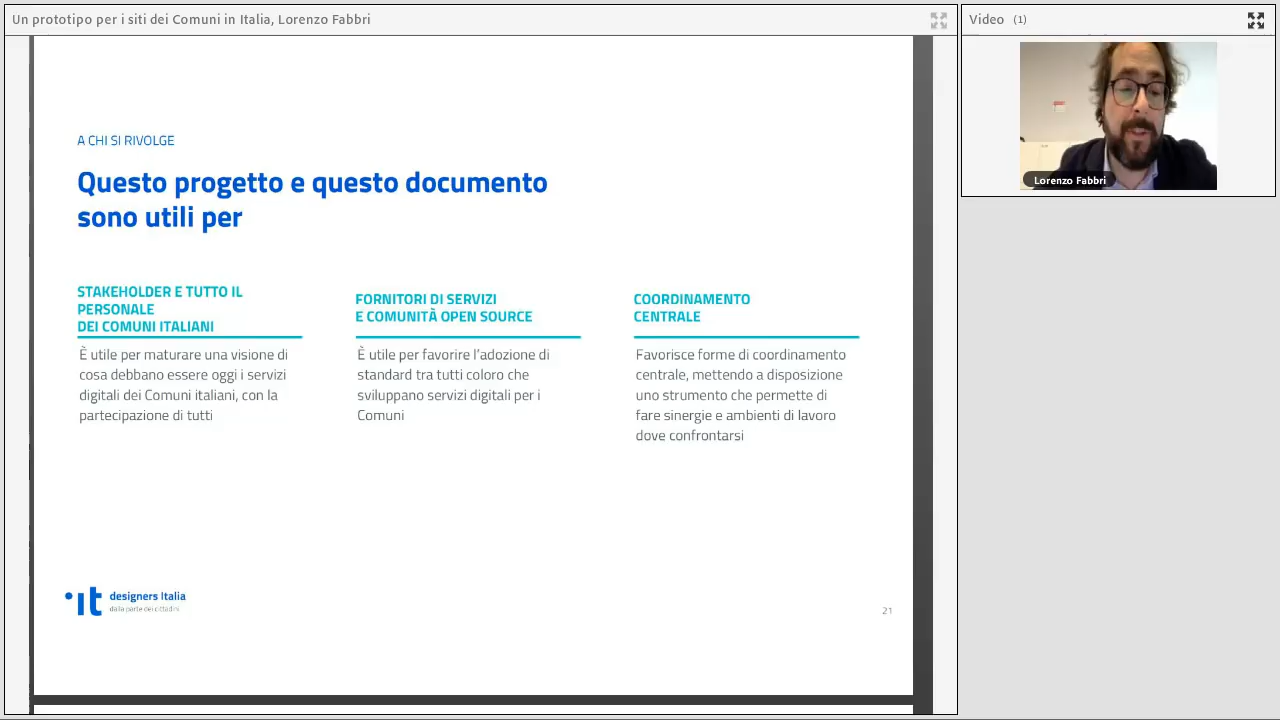 Un prototipo per i siti dei Comuni in Italia, Lorenzo Fabbri
Video (1)
Lorenzo Fabbri
A CHI SI RIVOLGE
Questo progetto e questo documento
sono utili per
STAKEHOLDER E TUTTO IL
PERSONALE
DEI COMUNI ITALIANI
È utile per maturare una visione di
cosa debbano essere oggi i servizi
digitali dei Comuni italiani, con la
partecipazione di tutti
FORNITORI DI SERVIZI
E COMUNITÀ OPEN SOURCE
È utile per favorire l'adozione di
standard tra tutti coloro che
sviluppano servizi digitali per i
Comuni
COORDINAMENTO
CENTRALE
Favorisce forme di coordinamento
centrale, mettendo a disposizione
uno strumento che permette di
fare sinergie e ambienti di lavoro
dove confrontarsi
it
designers Italia
dalla parte dei cittadini
21